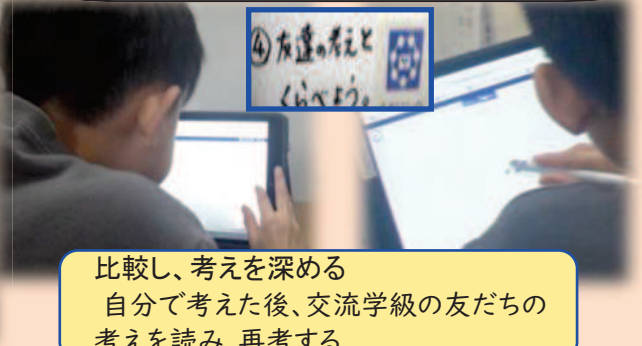 ④友達の考えと
くらべよう。
比較し、考えを深める
自分で考えた後、交流学級の友だちの
考えを読み、再考する